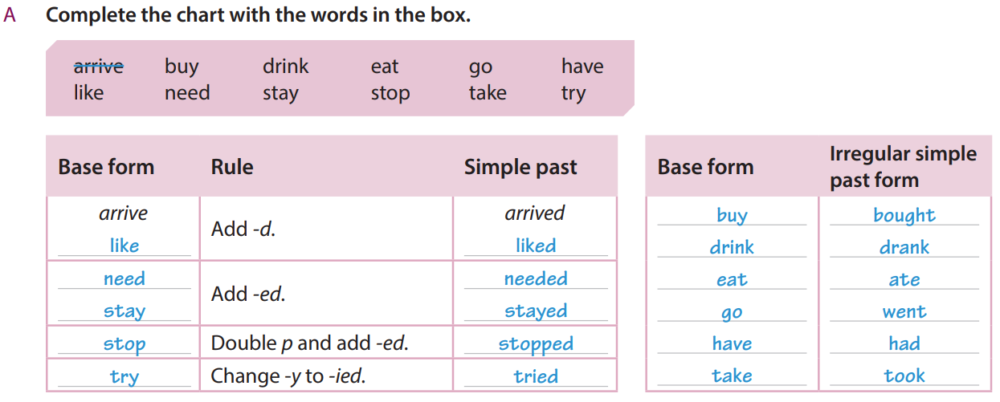 A Complete the chart with the words in the box.
arrive buy drink eat go have
like need stay stop take try
Base form Rule Simple past
arrive Add -d. arrived
like liked
need Add -ed. needed
stay stayed
stop Double p and add -ed. stopped
try Change -y to -ied. tried
Base form Irregular simple past form
buy bought
drink drank
eat ate
go went
have had
take took